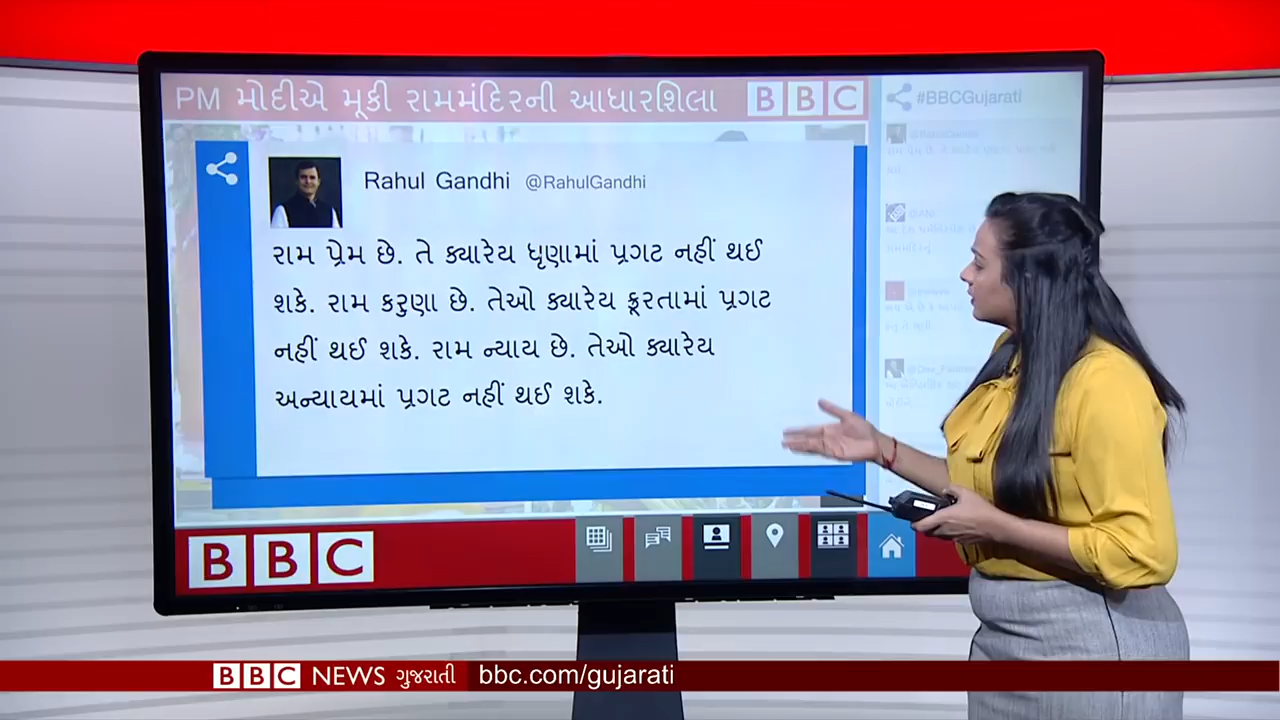 PM મોદીએ મૂકી રામમંદિરની આધારશિલા BBC
#BBCGujarati
Rahul Gandhi @RahulGandhi
રામ પ્રેમ છે. તે ક્યારેય ઘૃણામાં પ્રગટ નહીં થઈ
શકે. રામ કરુણા છે. તેઓ ક્યારેય ક્રૂરતામાં પ્રગટ
નહીં થઈ શકે. રામ ન્યાય છે. તેઓ ક્યારેય
અન્યાયમાં પ્રગટ નહીં થઈ શકે.
BBC
BBC NEWS ગુજરાતી bbc.com/gujarati